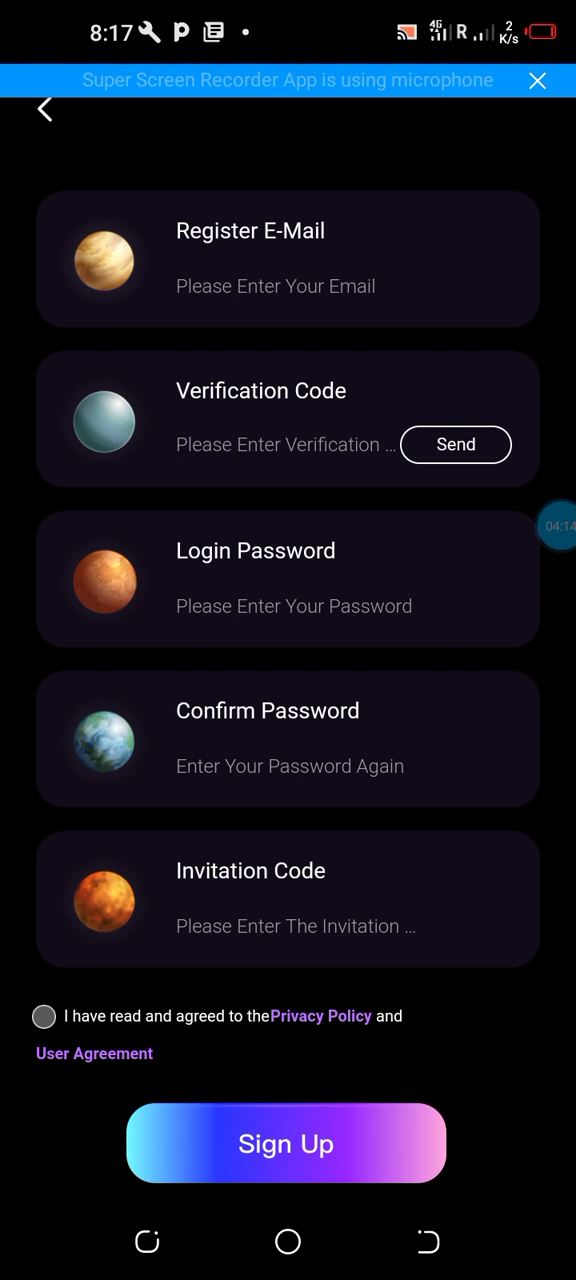 8:17 4G R 2 K/s
Super Screen Recorder App is using microphone
Register E-Mail
Please Enter Your Email
Verification Code
Please Enter Verification ... Send
04:14
Login Password
Please Enter Your Password
Confirm Password
Enter Your Password Again
Invitation Code
Please Enter The Invitation ...
I have read and agreed to thePrivacy Policy and
User Agreement
Sign Up